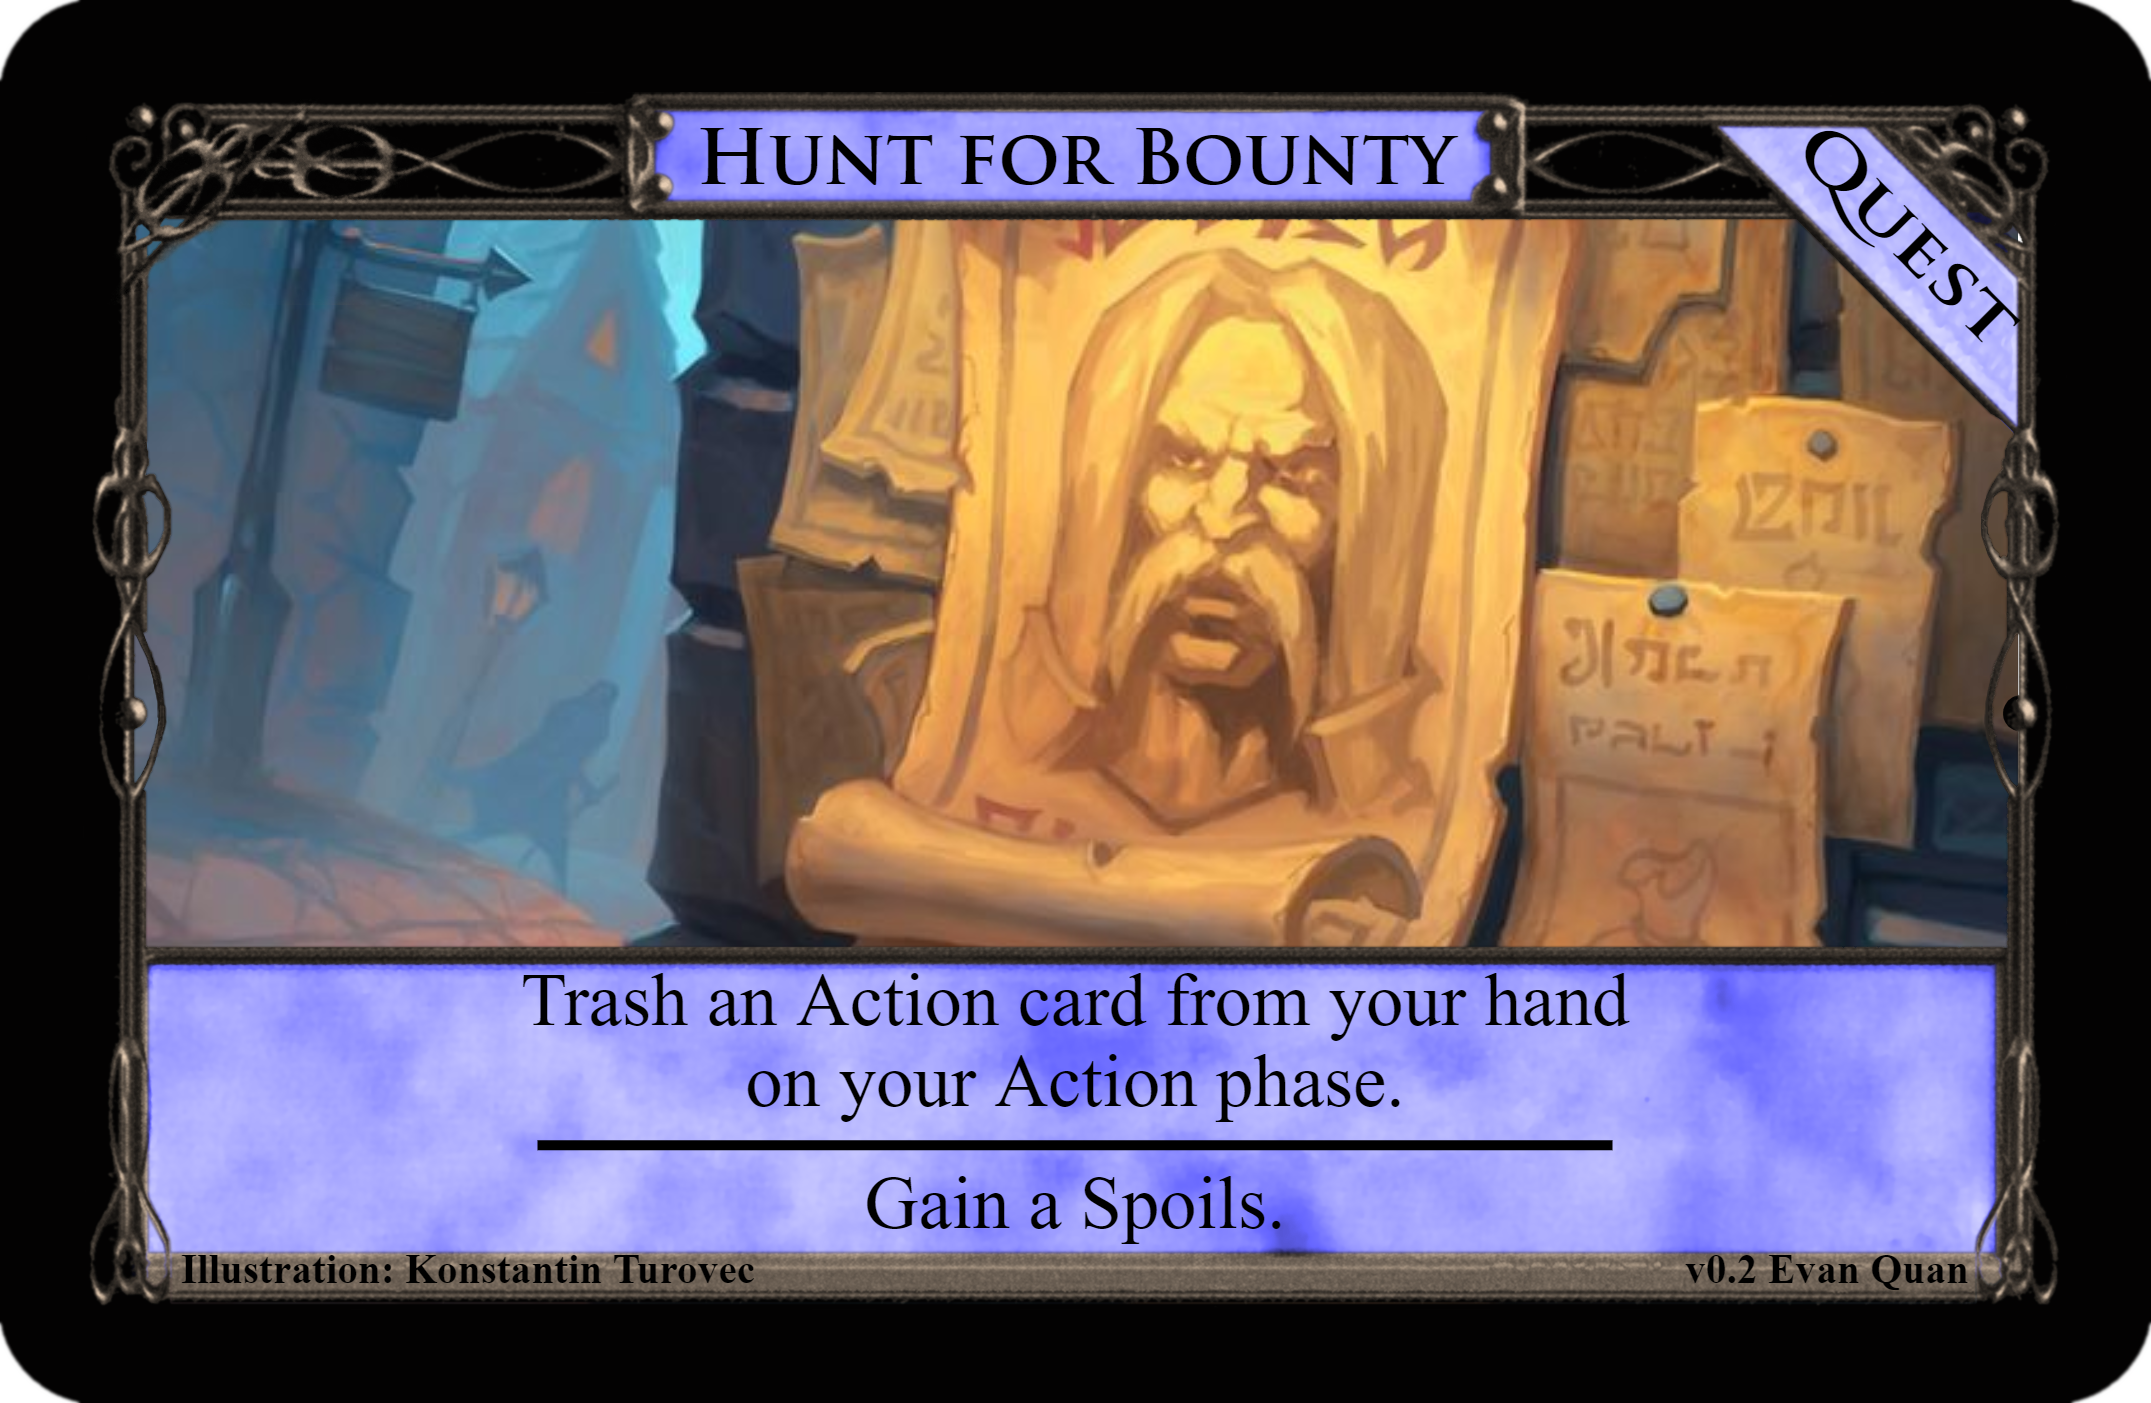 Hunt for Bounty
Quest
Trash an Action card from your hand
on your Action phase.
Gain a Spoils.
Illustration: Konstantin Turovec
v0.2 Evan Quan